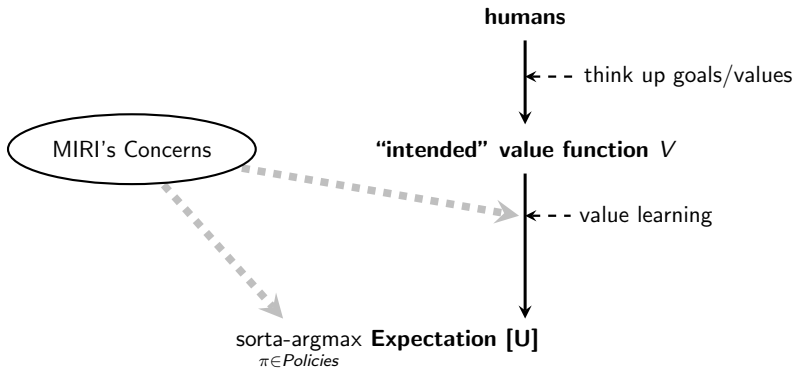 humans
think up goals/values
MIRI's Concerns
“intended” value function V
value learning
sorta-argmax Expectation [U]
π∈Policies